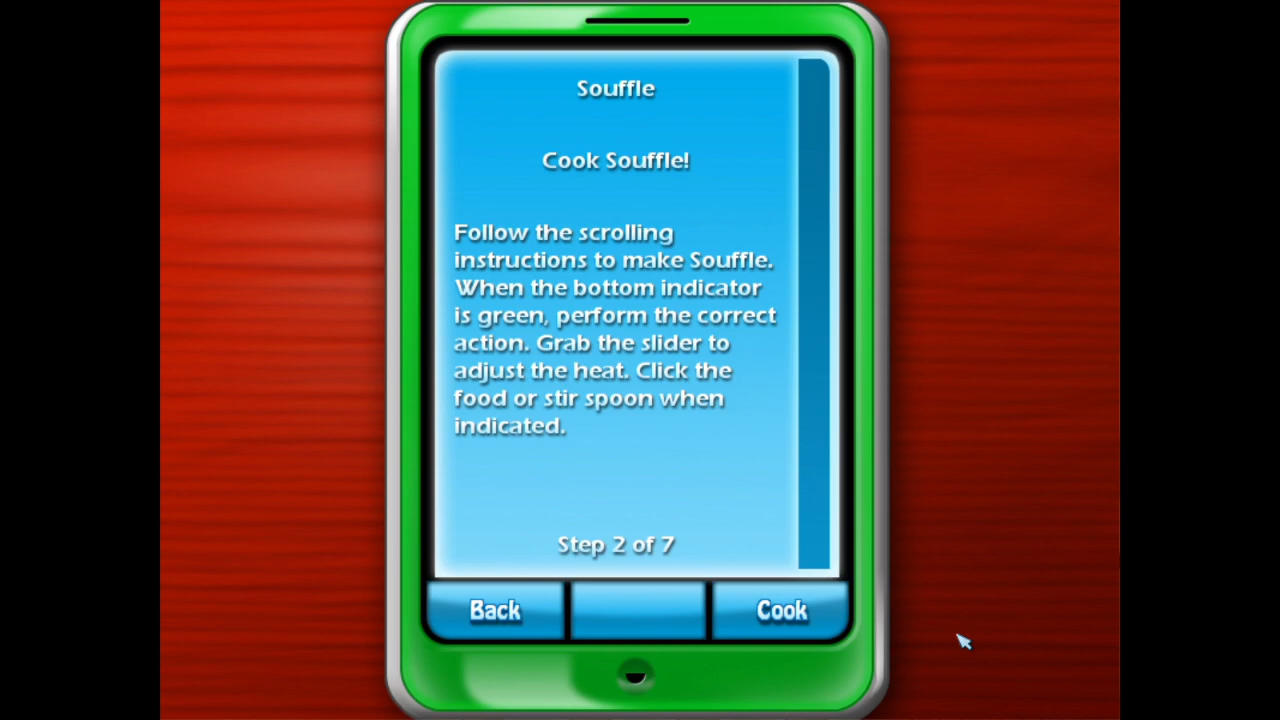 Souffle
Cook Souffle!
Follow the scrolling
instructions to make Souffle.
When the bottom indicator
is green, perform the correct
action. Grab the slider to
adjust the heat. Click the
food or stir spoon when
indicated.
Step 2 of 7
Back
Cook